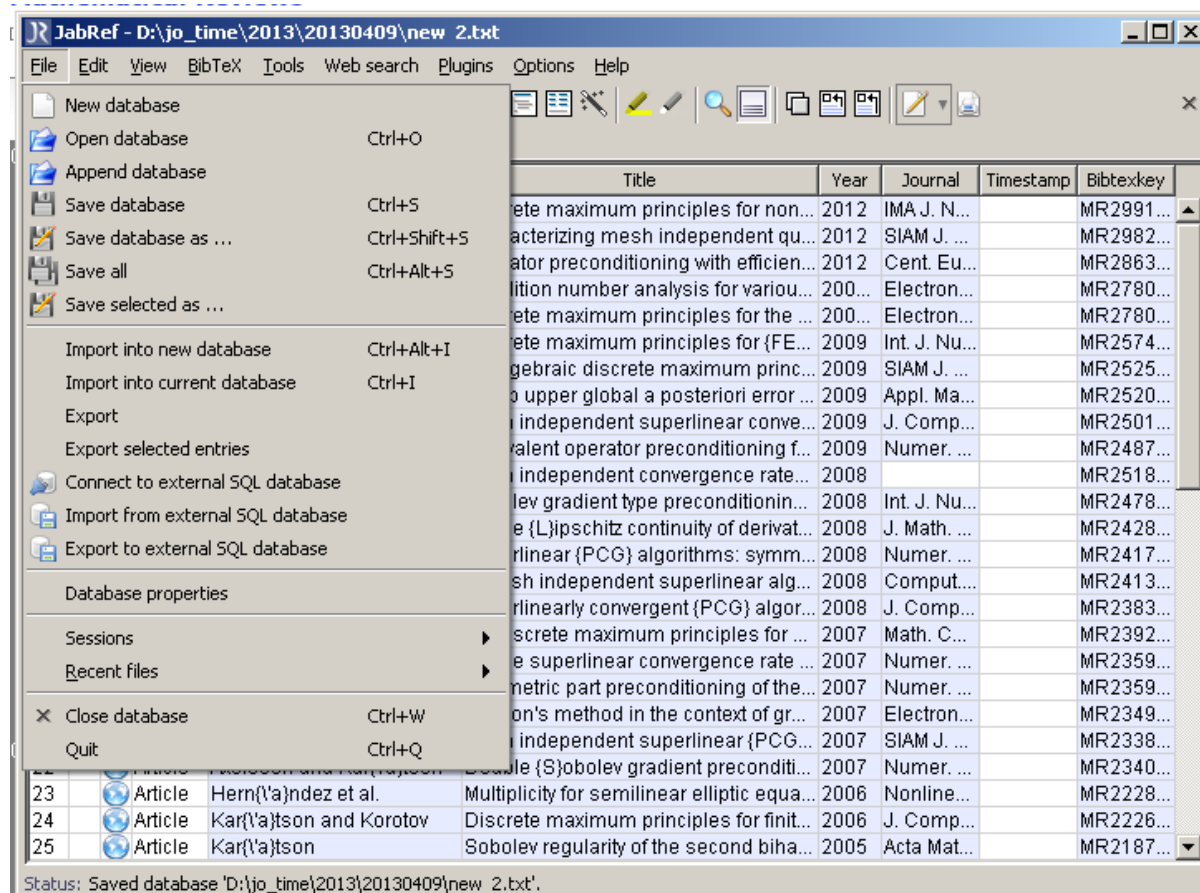 JabRef - D:\jo_time\2013\20130409\new 2.txt
File Edit View BibTeX Tools Web search Plugins Options Help
New database
Open database Ctrl+O
Append database
Save database Ctrl+S
Save database as ... Ctrl+Shift+S
Save all Ctrl+Alt+S
Save selected as ...
Import into new database Ctrl+Alt+I
Import into current database Ctrl+I
Export
Export selected entries
Connect to external SQL database
Import from external SQL database
Export to external SQL database
Database properties
Sessions
Recent files
Close database Ctrl+W
Quit Ctrl+Q
Title Year Journal Timestamp Bibtexkey
ete maximum principles for non... 2012 IMA J. N... MR2991...
acterizing mesh independent qu... 2012 SIAM J. ... MR2982...
ator preconditioning with efficien... 2012 Cent. Eu... MR2863...
lition number analysis for variou... 200... Electron... MR2780...
ete maximum principles for the ... 200... Electron... MR2780...
ete maximum principles for {FE... 2009 Int. J. Nu... MR2574...
gebraic discrete maximum princ... 2009 SIAM J. ... MR2525...
upper global a posteriori error ... 2009 Appl. Ma... MR2520...
independent superlinear conve... 2009 J. Comp... MR2501...
valent operator preconditioning f... 2009 Numer. ... MR2487...
independent convergence rate... 2008 MR2518...
lev gradient type preconditionin... 2008 Int. J. Nu... MR2478...
e {L}ipschitz continuity of derivat... 2008 J. Math. ... MR2428...
rlinear {PCG} algorithms: symm... 2008 Numer. ... MR2417...
sh independent superlinear alg... 2008 Comput.... MR2413...
rlinearly convergent {PCG} algor... 2008 J. Comp... MR2383...
screte maximum principles for ... 2007 Math. C... MR2392...
e superlinear convergence rate ... 2007 Numer. ... MR2359...
metric part preconditioning of the... 2007 Numer. ... MR2359...
on's method in the context of gr... 2007 Electron... MR2349...
independent superlinear {PCG... 2007 SIAM J. ... MR2338...
22 Article Double {S}obolev gradient preconditi... 2007 Numer. ... MR2340...
23 Article Hern{\'a}ndez et al. Multiplicity for semilinear elliptic equa... 2006 Nonline... MR2228...
24 Article Kar{\'a}tson and Korotov Discrete maximum principles for finit... 2006 J. Comp... MR2226...
25 Article Kar{\'a}tson Sobolev regularity of the second biha... 2005 Acta Mat... MR2187...
Status: Saved database 'D:\jo_time\2013\20130409\new 2.txt'.